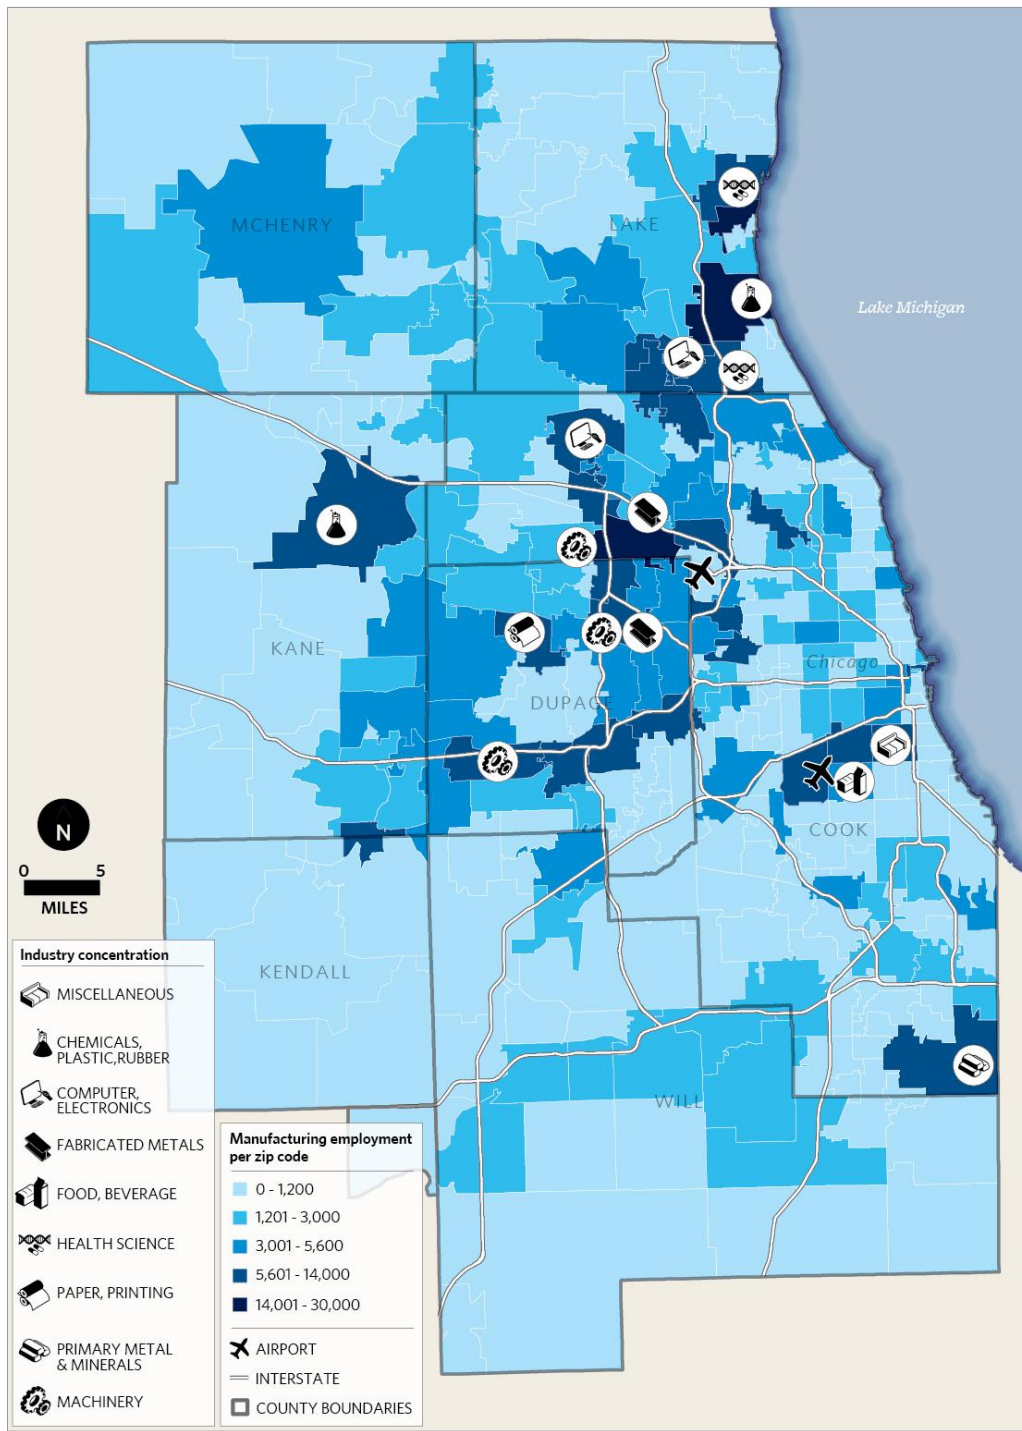 MCHENRY
LAKE
Lake Michigan
KANE
DUPAGE
Chicago
COOK
KENDALL
WILL
N
0 5
MILES
Industry concentration
MISCELLANEOUS
CHEMICALS,
PLASTIC,RUBBER
COMPUTER,
ELECTRONICS
FABRICATED METALS
FOOD, BEVERAGE
HEALTH SCIENCE
PAPER, PRINTING
PRIMARY METAL
& MINERALS
MACHINERY
Manufacturing employment
per zip code
0 - 1,200
1,201 - 3,000
3,001 - 5,600
5,601 - 14,000
14,001 - 30,000
AIRPORT
INTERSTATE
COUNTY BOUNDARIES